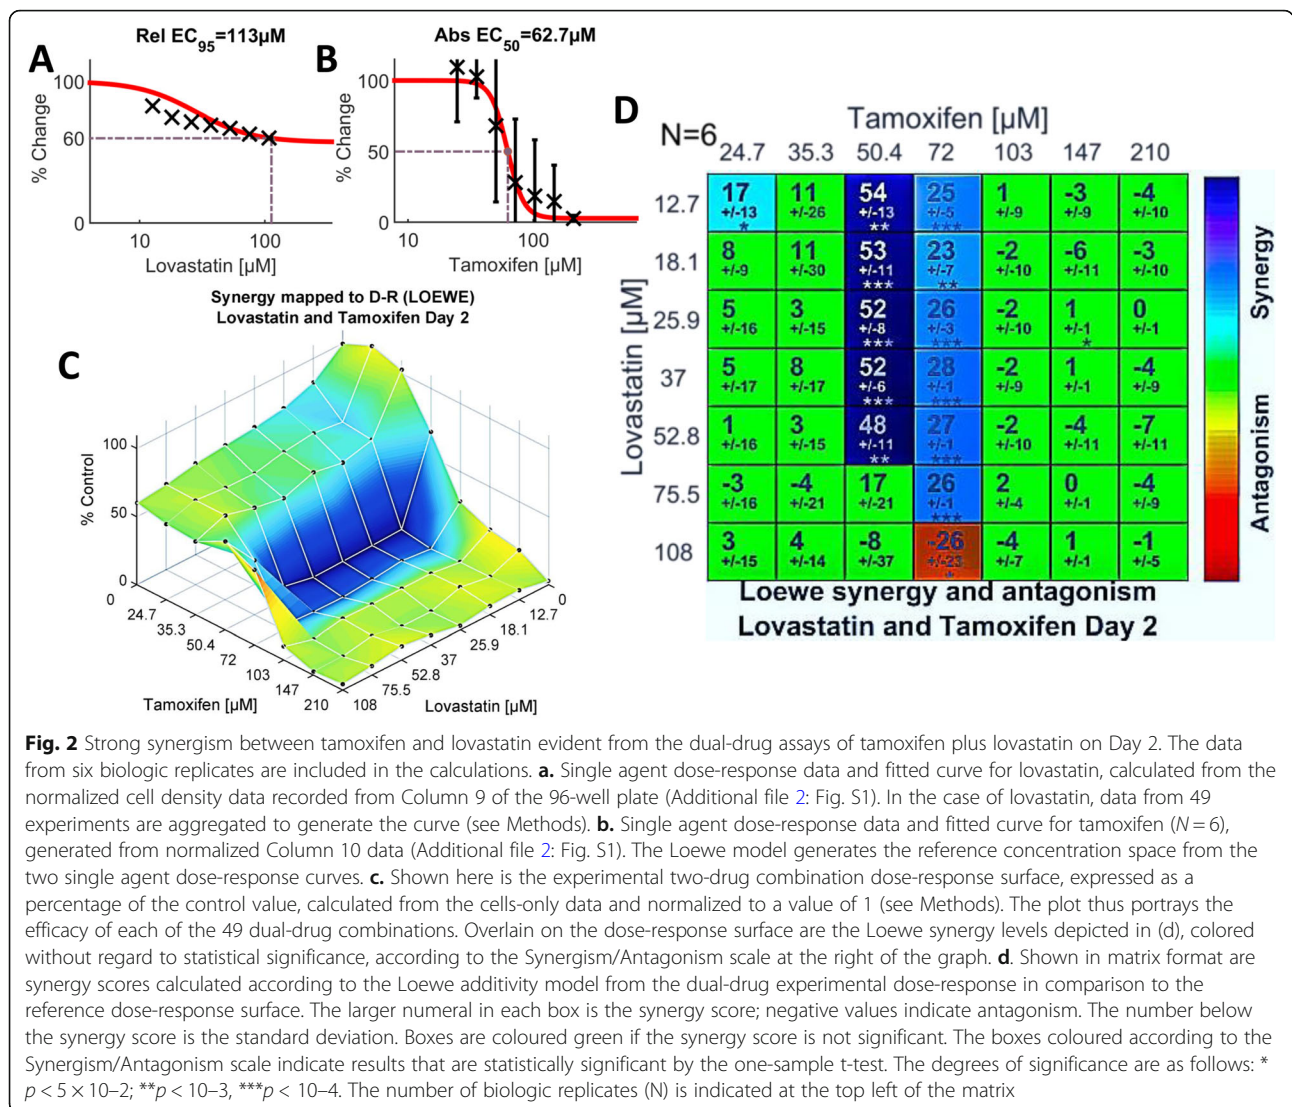 A
Rel EC95=113µM
% Change
100
60
0
10
100
Lovastatin [µM]
B
Abs EC50=62.7µM
% Change
100
50
0
10
100
Tamoxifen [µM]
Synergy mapped to D-R (LOEWE)
Lovastatin and Tamoxifen Day 2
C
% Control
100
50
0
0
24.7
35.3
50.4
72
103
147
210
Tamoxifen [µM]
0
12.7
18.1
25.9
37
52.8
75.5
108
Lovastatin [µM]
D
N=6
Tamoxifen [µM]
24.7 35.3 50.4 72 103 147 210
Lovastatin [µM]
12.7 17 11 54 25 1 -3 -4
+/-13 +/-26 +/-13 +/-5 +/-9 +/-9 +/-10
* ** ***
18.1 8 11 53 23 -2 -6 -3
+/-9 +/-30 +/-11 +/-7 +/-10 +/-11 +/-10
*** **
25.9 5 3 52 26 -2 1 0
+/-16 +/-15 +/-8 +/-3 +/-10 +/-1 +/-1
*** *** *
37 5 8 52 28 -2 1 -4
+/-17 +/-17 +/-6 +/-1 +/-9 +/-1 +/-9
*** ***
52.8 1 3 48 27 -2 -4 -7
+/-16 +/-15 +/-11 +/-1 +/-10 +/-11 +/-11
** ***
75.5 -3 -4 17 26 2 0 -4
+/-16 +/-21 +/-21 +/-1 +/-4 +/-1 +/-9
***
108 3 4 -8 -26 -4 1 -1
+/-15 +/-14 +/-37 +/-23 +/-7 +/-1 +/-5
*
Synergy
Antagonism
Loewe synergy and antagonism
Lovastatin and Tamoxifen Day 2
Fig. 2 Strong synergism between tamoxifen and lovastatin evident from the dual-drug assays of tamoxifen plus lovastatin on Day 2. The data
from six biologic replicates are included in the calculations. a. Single agent dose-response data and fitted curve for lovastatin, calculated from the
normalized cell density data recorded from Column 9 of the 96-well plate (Additional file 2: Fig. S1). In the case of lovastatin, data from 49
experiments are aggregated to generate the curve (see Methods). b. Single agent dose-response data and fitted curve for tamoxifen (N = 6),
generated from normalized Column 10 data (Additional file 2: Fig. S1). The Loewe model generates the reference concentration space from the
two single agent dose-response curves. c. Shown here is the experimental two-drug combination dose-response surface, expressed as a
percentage of the control value, calculated from the cells-only data and normalized to a value of 1 (see Methods). The plot thus portrays the
efficacy of each of the 49 dual-drug combinations. Overlain on the dose-response surface are the Loewe synergy levels depicted in (d), colored
without regard to statistical significance, according to the Synergism/Antagonism scale at the right of the graph. d. Shown in matrix format are
synergy scores calculated according to the Loewe additivity model from the dual-drug experimental dose-response in comparison to the
reference dose-response surface. The larger numeral in each box is the synergy score; negative values indicate antagonism. The number below
the synergy score is the standard deviation. Boxes are coloured green if the synergy score is not significant. The boxes coloured according to the
Synergism/Antagonism scale indicate results that are statistically significant by the one-sample t-test. The degrees of significance are as follows: *
p < 5 × 10–2; **p < 10–3, ***p < 10–4. The number of biologic replicates (N) is indicated at the top left of the matrix